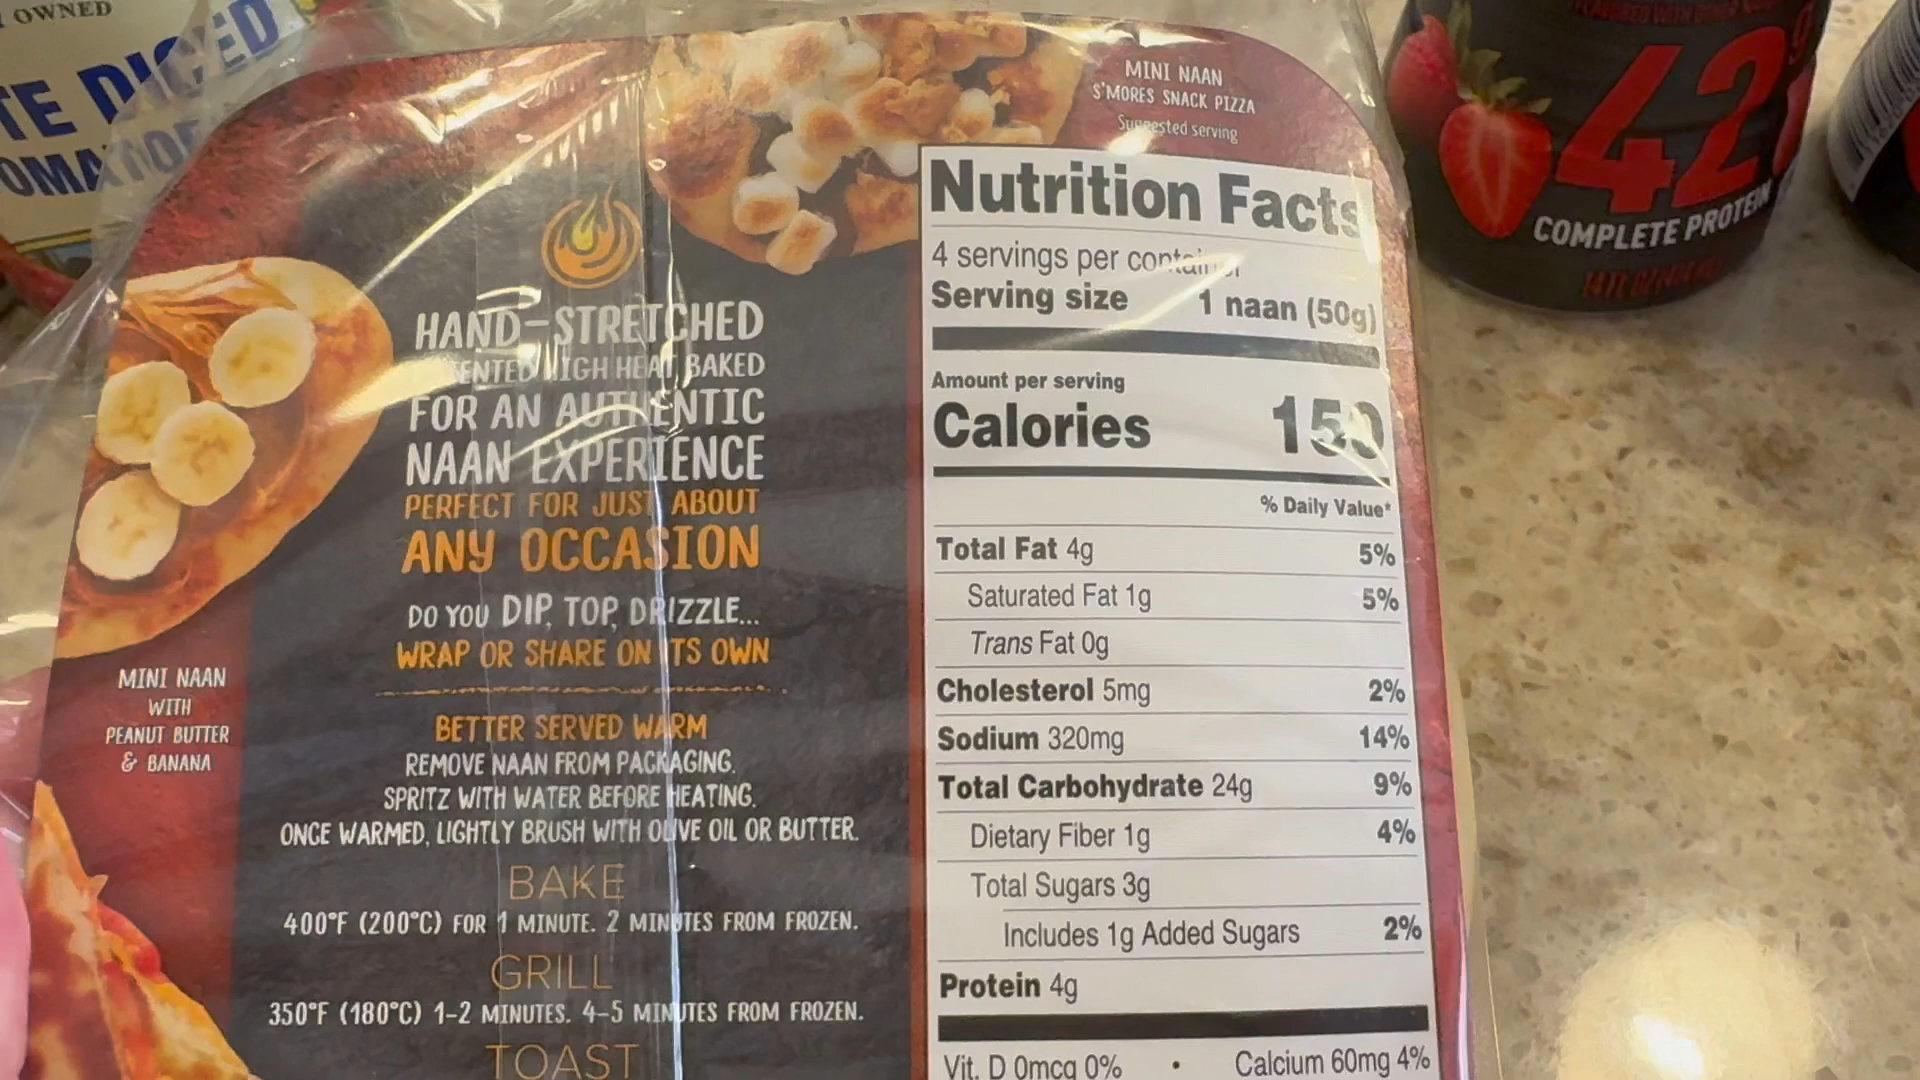 OWNED
TE DICED
MINI NAAN
S'MORES SNACK PIZZA
Suggested serving
42g
COMPLETE PROTEIN
HAND-STRETCHED
HIGH HEAT BAKED
FOR AN AUTHENTIC
NAAN EXPERIENCE
PERFECT FOR JUST ABOUT
ANY OCCASION
DO YOU DIP, TOP, DRIZZLE...
WRAP OR SHARE ON ITS OWN
BETTER SERVED WARM
REMOVE NAAN FROM PACKAGING.
SPRITZ WITH WATER BEFORE HEATING.
ONCE WARMED, LIGHTLY BRUSH WITH OLIVE OIL OR BUTTER.
BAKE
400°F (200°C) FOR 1 MINUTE. 2 MINUTES FROM FROZEN.
GRILL
350°F (180°C) 1-2 MINUTES. 4-5 MINUTES FROM FROZEN.
TOAST
MINI NAAN
WITH
PEANUT BUTTER
& BANANA
Nutrition Facts
4 servings per container
Serving size 1 naan (50g)
Amount per serving
Calories 150
% Daily Value*
Total Fat 4g 5%
Saturated Fat 1g 5%
Trans Fat 0g
Cholesterol 5mg 2%
Sodium 320mg 14%
Total Carbohydrate 24g 9%
Dietary Fiber 1g 4%
Total Sugars 3g
Includes 1g Added Sugars 2%
Protein 4g
Vit. D 0mcg 0% • Calcium 60mg 4%